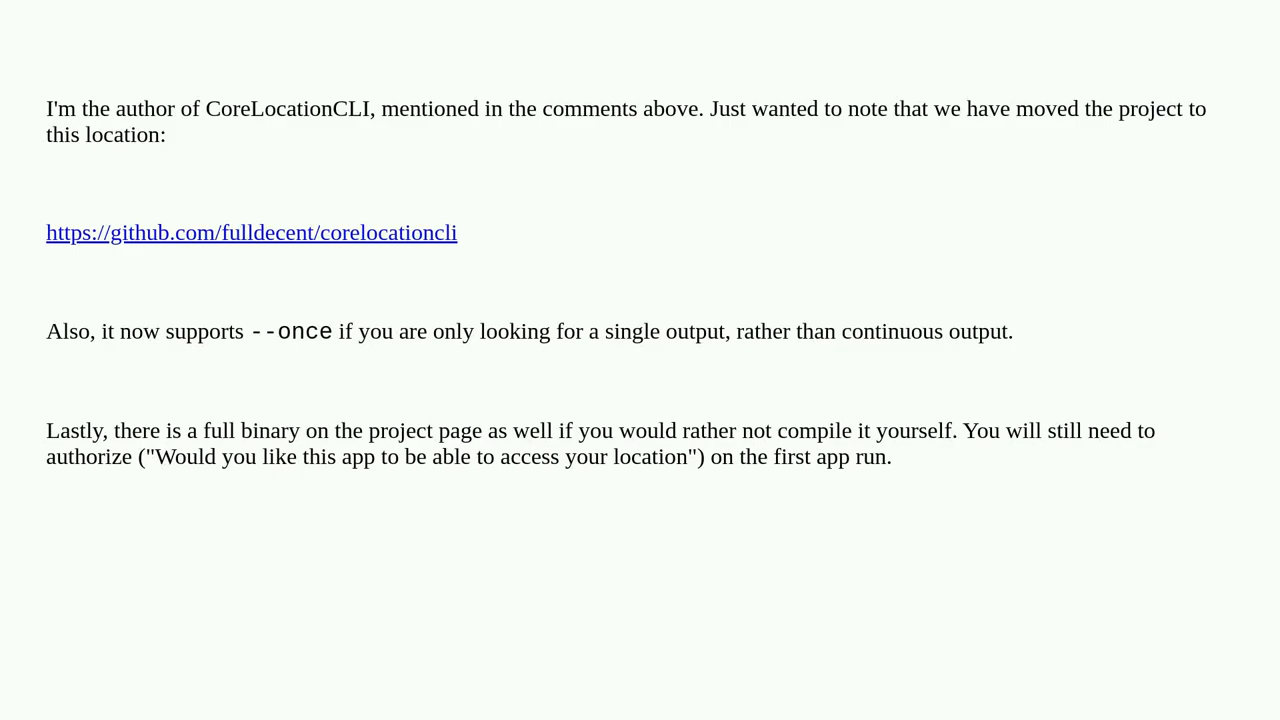 I'm the author of CoreLocationCLI, mentioned in the comments above. Just wanted to note that we have moved the project to
this location:
https://github.com/fulldecent/corelocationcli
Also, it now supports --once if you are only looking for a single output, rather than continuous output.
Lastly, there is a full binary on the project page as well if you would rather not compile it yourself. You will still need to
authorize ("Would you like this app to be able to access your location") on the first app run.